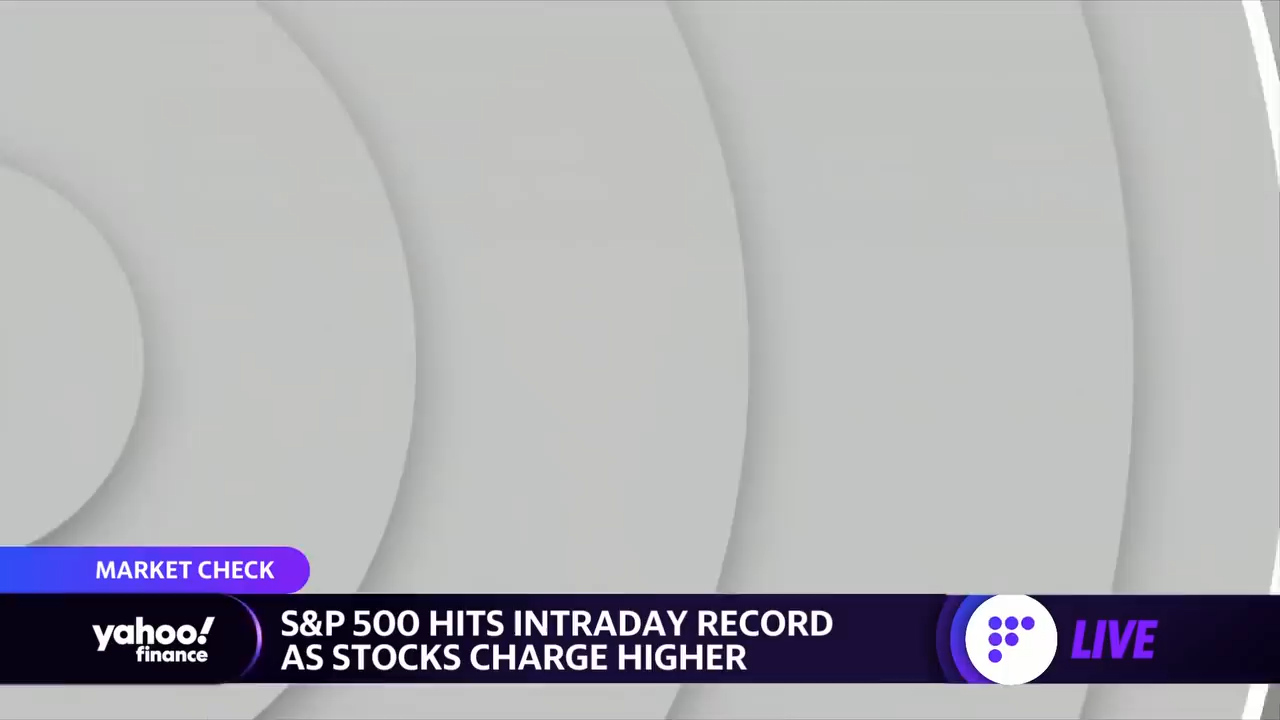 MARKET CHECK
yahoo!
finance
S&P 500 HITS INTRADAY RECORD
AS STOCKS CHARGE HIGHER
LIVE